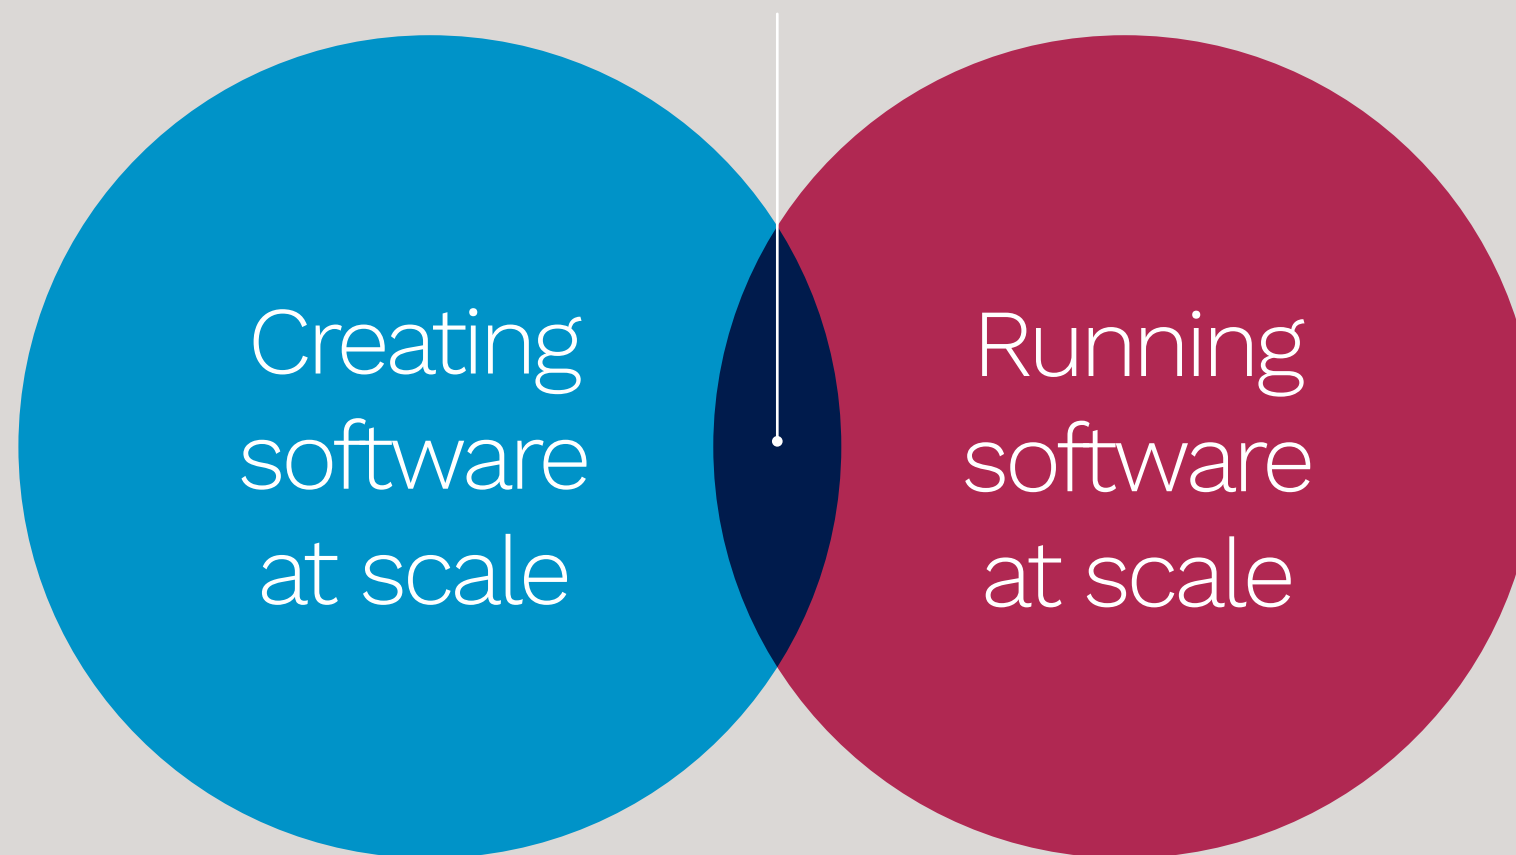 Creating
software
at scale
Running
software
at scale